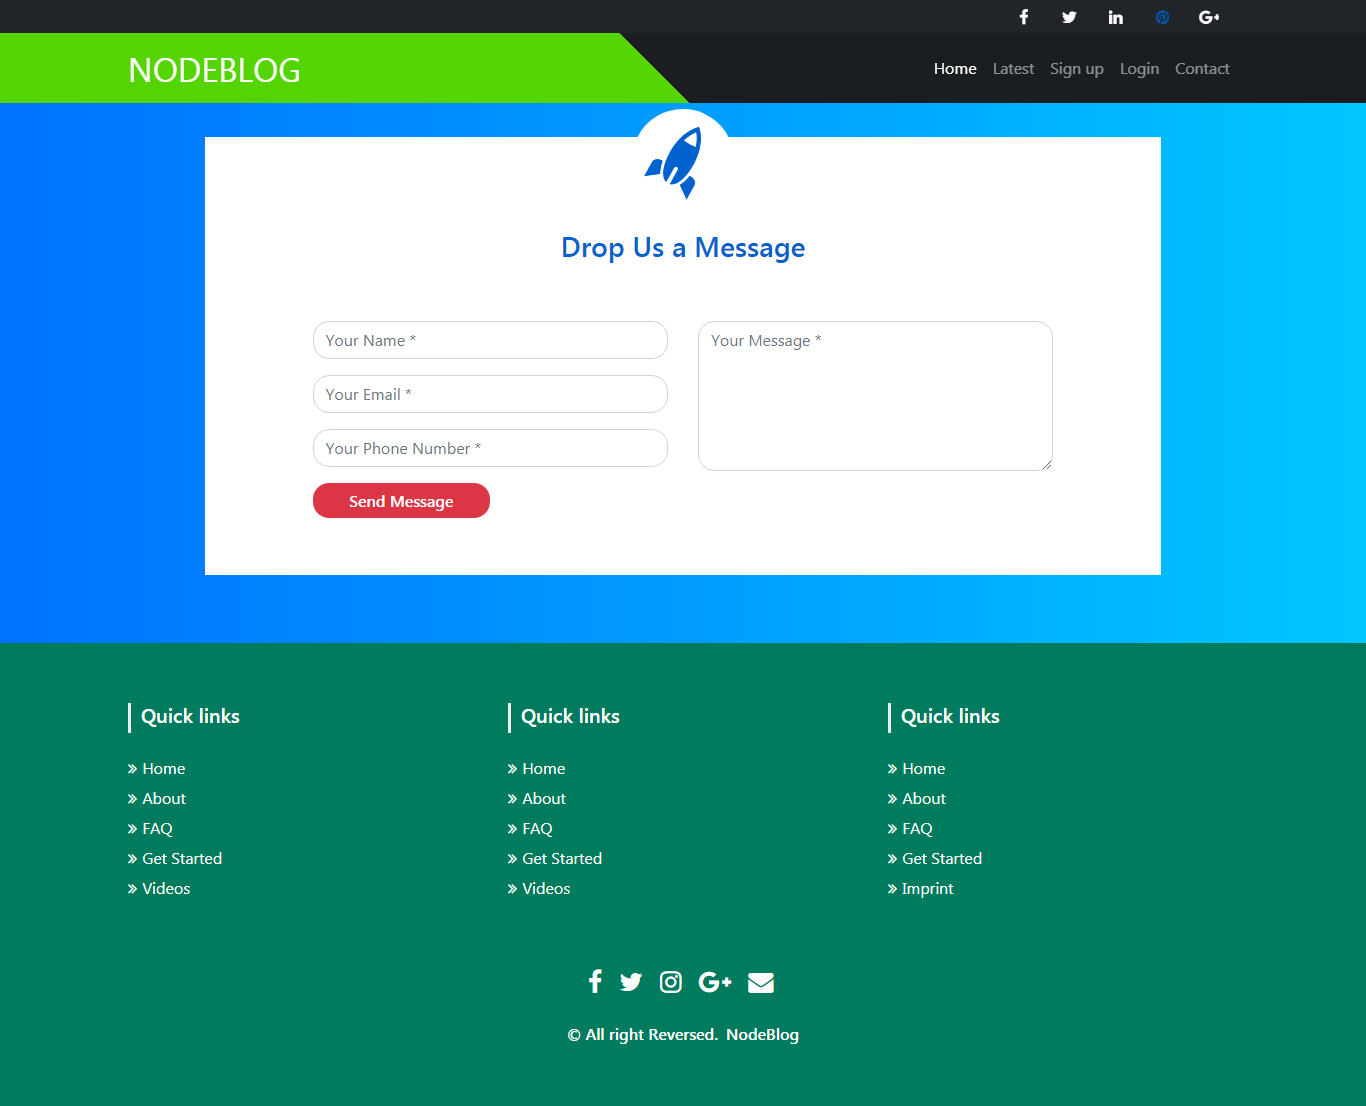 NODEBLOG
Home Latest Sign up Login Contact
Drop Us a Message
Your Name *
Your Email *
Your Phone Number *
Send Message
Your Message *
Quick links
» Home
» About
» FAQ
» Get Started
» Videos
Quick links
» Home
» About
» FAQ
» Get Started
» Videos
Quick links
» Home
» About
» FAQ
» Get Started
» Imprint
© All right Reversed. NodeBlog